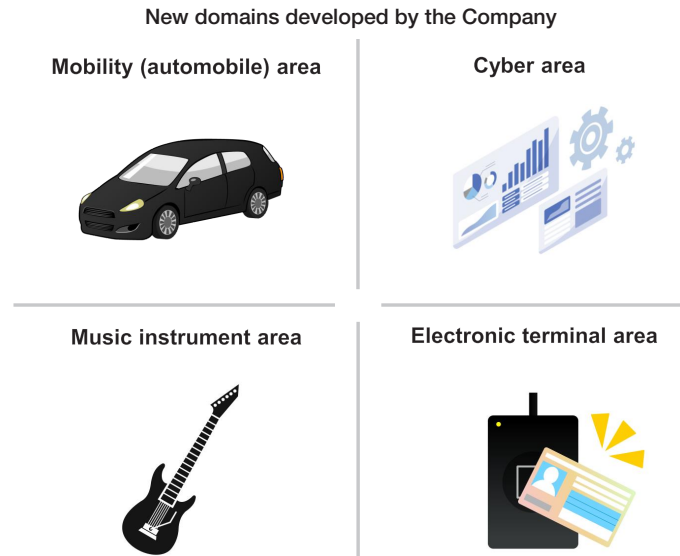 New domains developed by the Company
Mobility (automobile) area
Cyber area
Music instrument area
Electronic terminal area